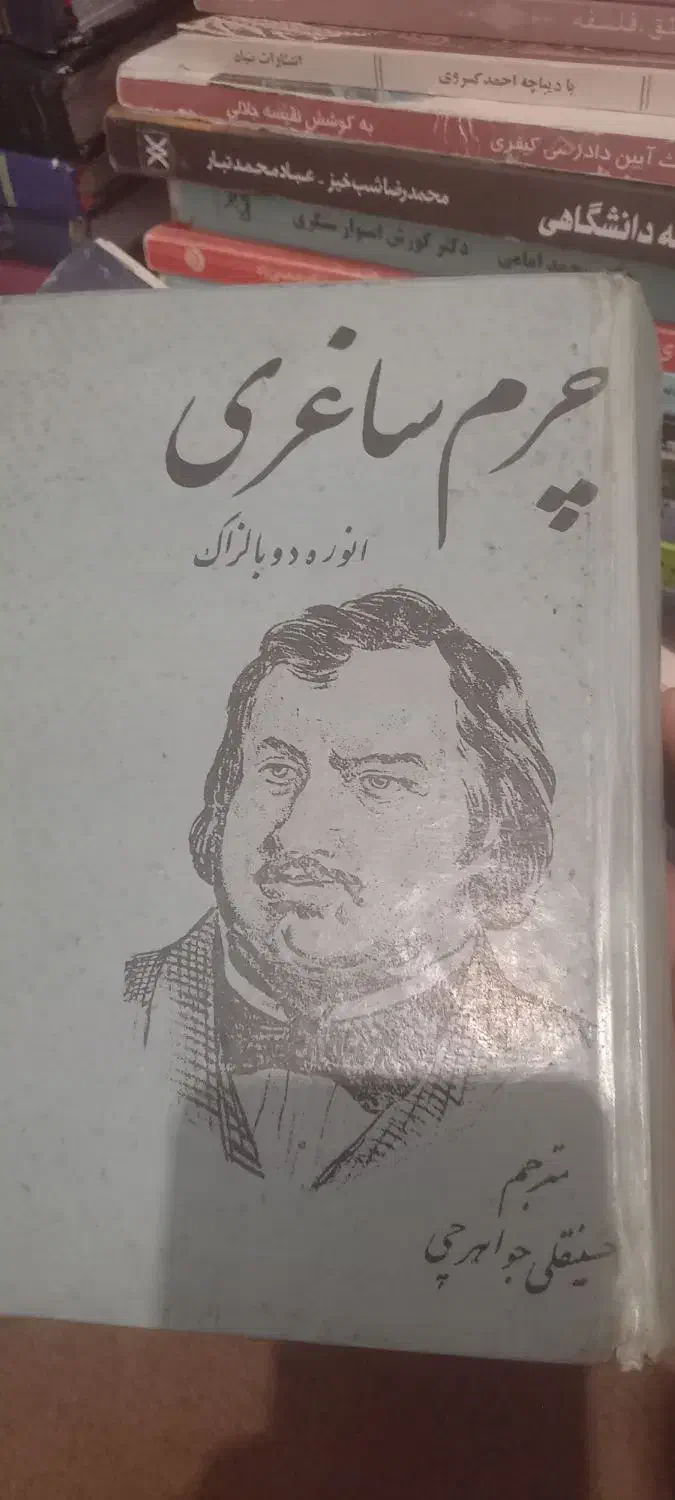 فلسفه
با دیباچه احمد کسروی
انتشارات
آیین دادرسی کیفری
به کوشش نفیسه جلالی
محمدرضا شب‌خیز - عباد محمدتبار
ه دانشگاهی
دکتر کورش استوار سنگری
امامی
چرم ساغری
انوره دو بالزاک
مترجم
حسینقلی جواهرچی